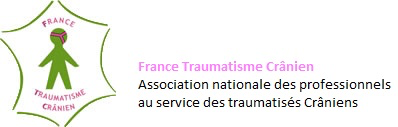 FRANCE
TRAUMATISME
CRÂNIEN
France Traumatisme Crânien
Association nationale des professionnels
au service des traumatisés Crâniens